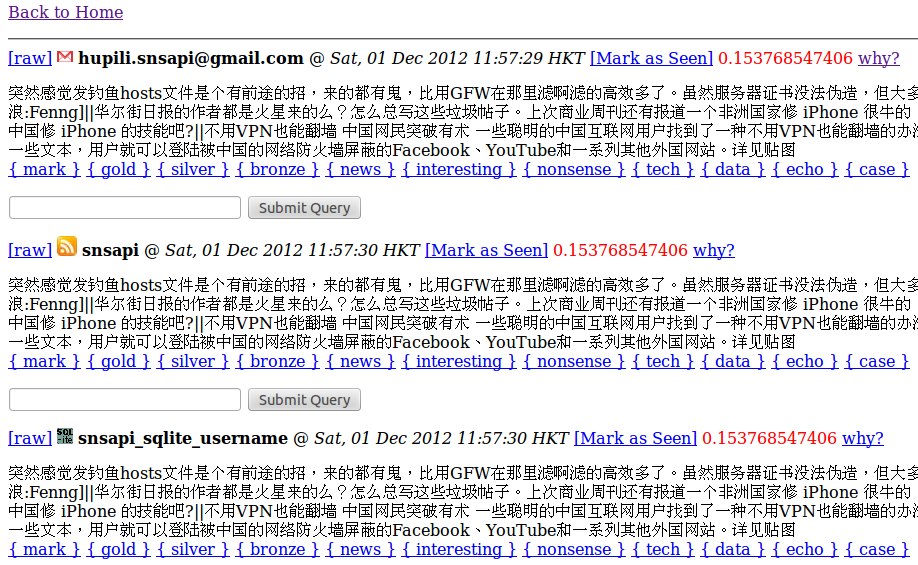 Back to Home
[raw] hupili.snsapi@gmail.com @ Sat, 01 Dec 2012 11:57:29 HKT [Mark as Seen] 0.153768547406 why?
突然感觉发钓鱼hosts文件是个有前途的招，来的都有鬼，比用GFW在那里滤啊滤的高效多了。虽然服务器证书没法伪造，但大多
浪:Fenng]||华尔街日报的作者都是火星来的么？怎么总写这些垃圾帖子。上次商业周刊还有报道一个非洲国家修 iPhone 很牛的
中国修 iPhone 的技能吧?||不用VPN也能翻墙 中国网民突破有术 一些聪明的中国互联网用户找到了一种不用VPN也能翻墙的办法
一些文本，用户就可以登陆被中国的网络防火墙屏蔽的Facebook、YouTube和一系列其他外国网站。详见贴图
{ mark } { gold } { silver } { bronze } { news } { interesting } { nonsense } { tech } { data } { echo } { case }
Submit Query
[raw] snsapi @ Sat, 01 Dec 2012 11:57:30 HKT [Mark as Seen] 0.153768547406 why?
突然感觉发钓鱼hosts文件是个有前途的招，来的都有鬼，比用GFW在那里滤啊滤的高效多了。虽然服务器证书没法伪造，但大多
浪:Fenng]||华尔街日报的作者都是火星来的么？怎么总写这些垃圾帖子。上次商业周刊还有报道一个非洲国家修 iPhone 很牛的
中国修 iPhone 的技能吧?||不用VPN也能翻墙 中国网民突破有术 一些聪明的中国互联网用户找到了一种不用VPN也能翻墙的办法
一些文本，用户就可以登陆被中国的网络防火墙屏蔽的Facebook、YouTube和一系列其他外国网站。详见贴图
{ mark } { gold } { silver } { bronze } { news } { interesting } { nonsense } { tech } { data } { echo } { case }
Submit Query
[raw] SQL-ite snsapi_sqlite_username @ Sat, 01 Dec 2012 11:57:30 HKT [Mark as Seen] 0.153768547406 why?
突然感觉发钓鱼hosts文件是个有前途的招，来的都有鬼，比用GFW在那里滤啊滤的高效多了。虽然服务器证书没法伪造，但大多
浪:Fenng]||华尔街日报的作者都是火星来的么？怎么总写这些垃圾帖子。上次商业周刊还有报道一个非洲国家修 iPhone 很牛的
中国修 iPhone 的技能吧?||不用VPN也能翻墙 中国网民突破有术 一些聪明的中国互联网用户找到了一种不用VPN也能翻墙的办法
一些文本，用户就可以登陆被中国的网络防火墙屏蔽的Facebook、YouTube和一系列其他外国网站。详见贴图
{ mark } { gold } { silver } { bronze } { news } { interesting } { nonsense } { tech } { data } { echo } { case }